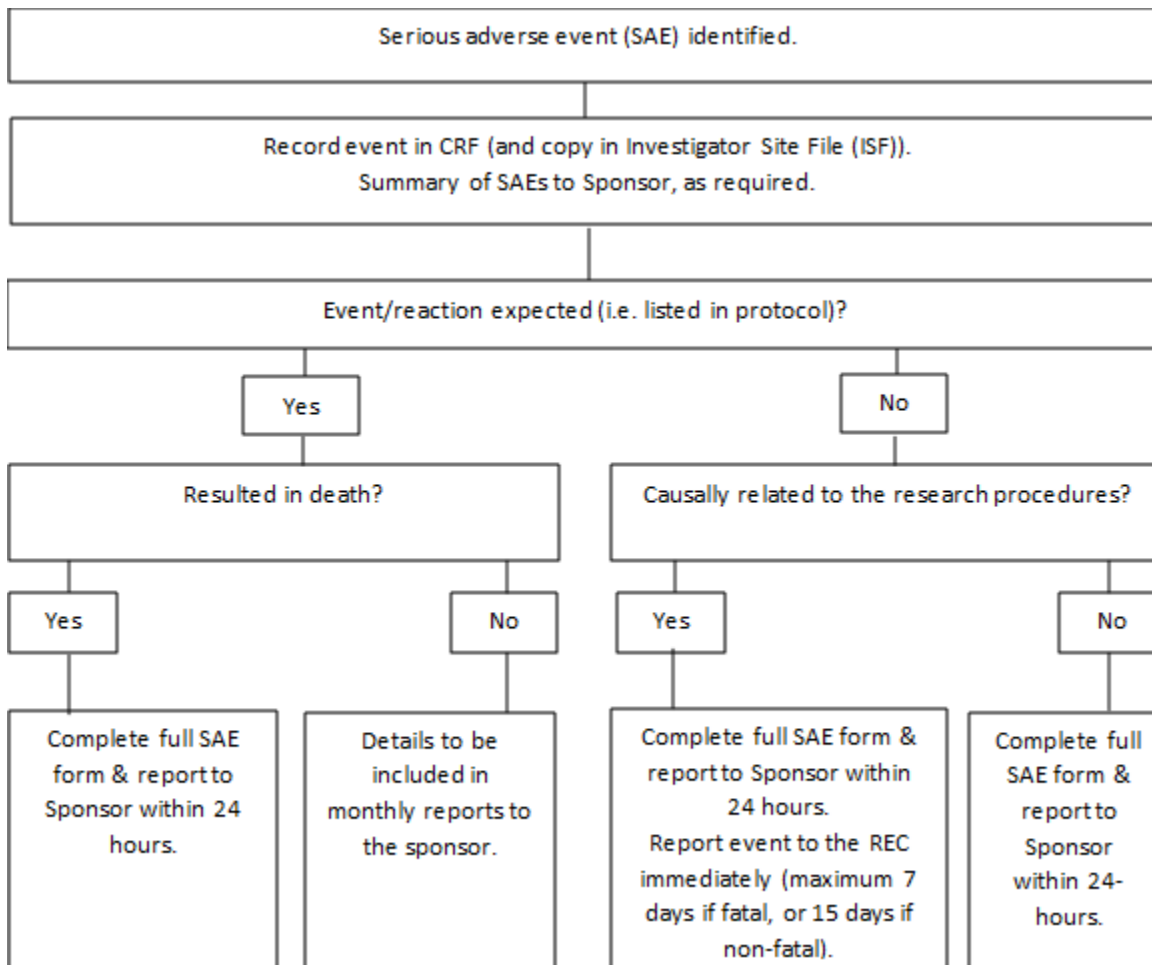 Serious adverse event (SAE) identified.
Record event in CRF (and copy in Investigator Site File (ISF)).
Summary of SAEs to Sponsor, as required.
Event/reaction expected (i.e. listed in protocol)?
Yes
No
Resulted in death?
Causally related to the research procedures?
Yes
No
Yes
No
Complete full SAE
form & report to
Sponsor within 24
hours.
Details to be
included in
monthly reports to
the sponsor.
Complete full SAE form &
report to Sponsor within
24 hours.
Report event to the REC
immediately (maximum 7
days if fatal, or 15 days if
non-fatal).
Complete full
SAE form &
report to
Sponsor
within 24-
hours.